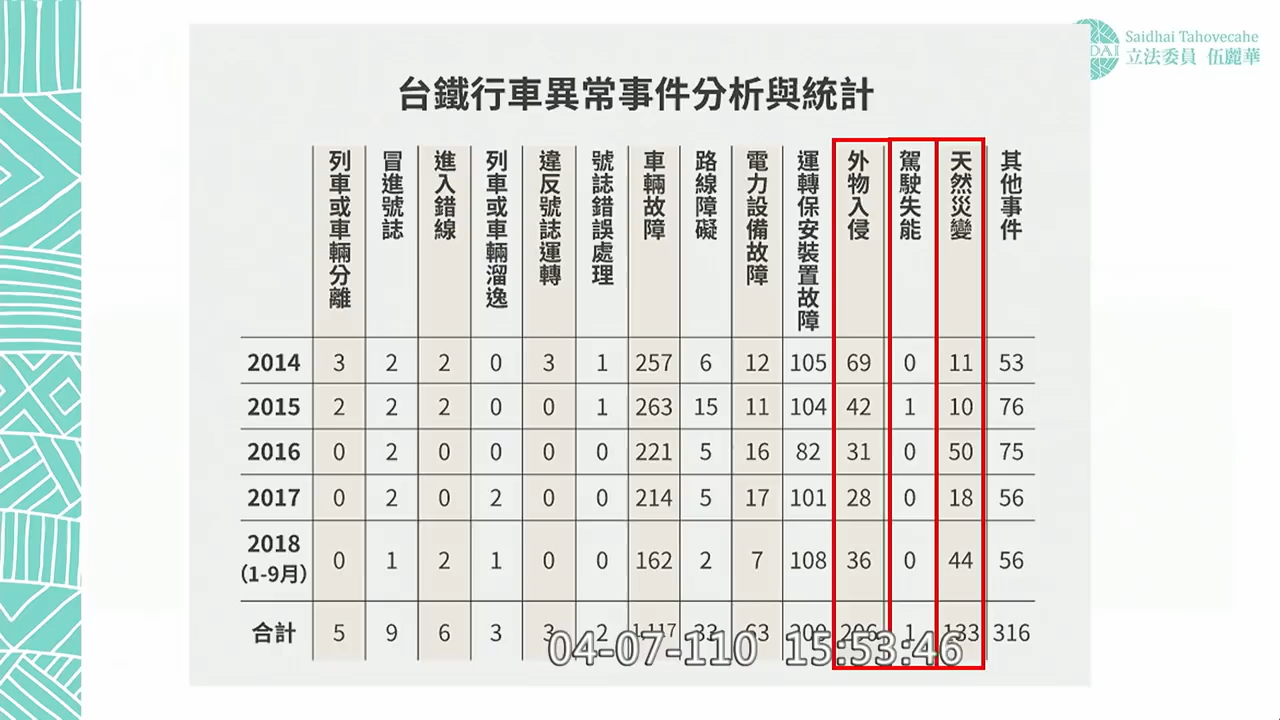 Saidhai Tahovecahe
DAI
立法委員 伍麗華
台鐵行車異常事件分析與統計
列車或車輛分離 冒進號誌 進入錯線 列車或車輛溜逸 違反號誌運轉 號誌錯誤處理 車輛故障 路線障礙 電力設備故障 運轉保安裝置故障 外物入侵 駕駛失能 天然災變 其他事件
2014 3 2 2 0 3 1 257 6 12 105 69 0 11 53
2015 2 2 2 0 0 1 263 15 11 104 42 1 10 76
2016 0 2 0 0 0 0 221 5 16 82 31 0 50 75
2017 0 2 0 2 0 0 214 5 17 101 28 0 18 56
2018 (1-9月) 0 1 2 1 0 0 162 2 7 108 36 0 44 56
合計 5 9 6 3 3 2 1117 33 63 206 1 133 316
04-07-110 15:53:46